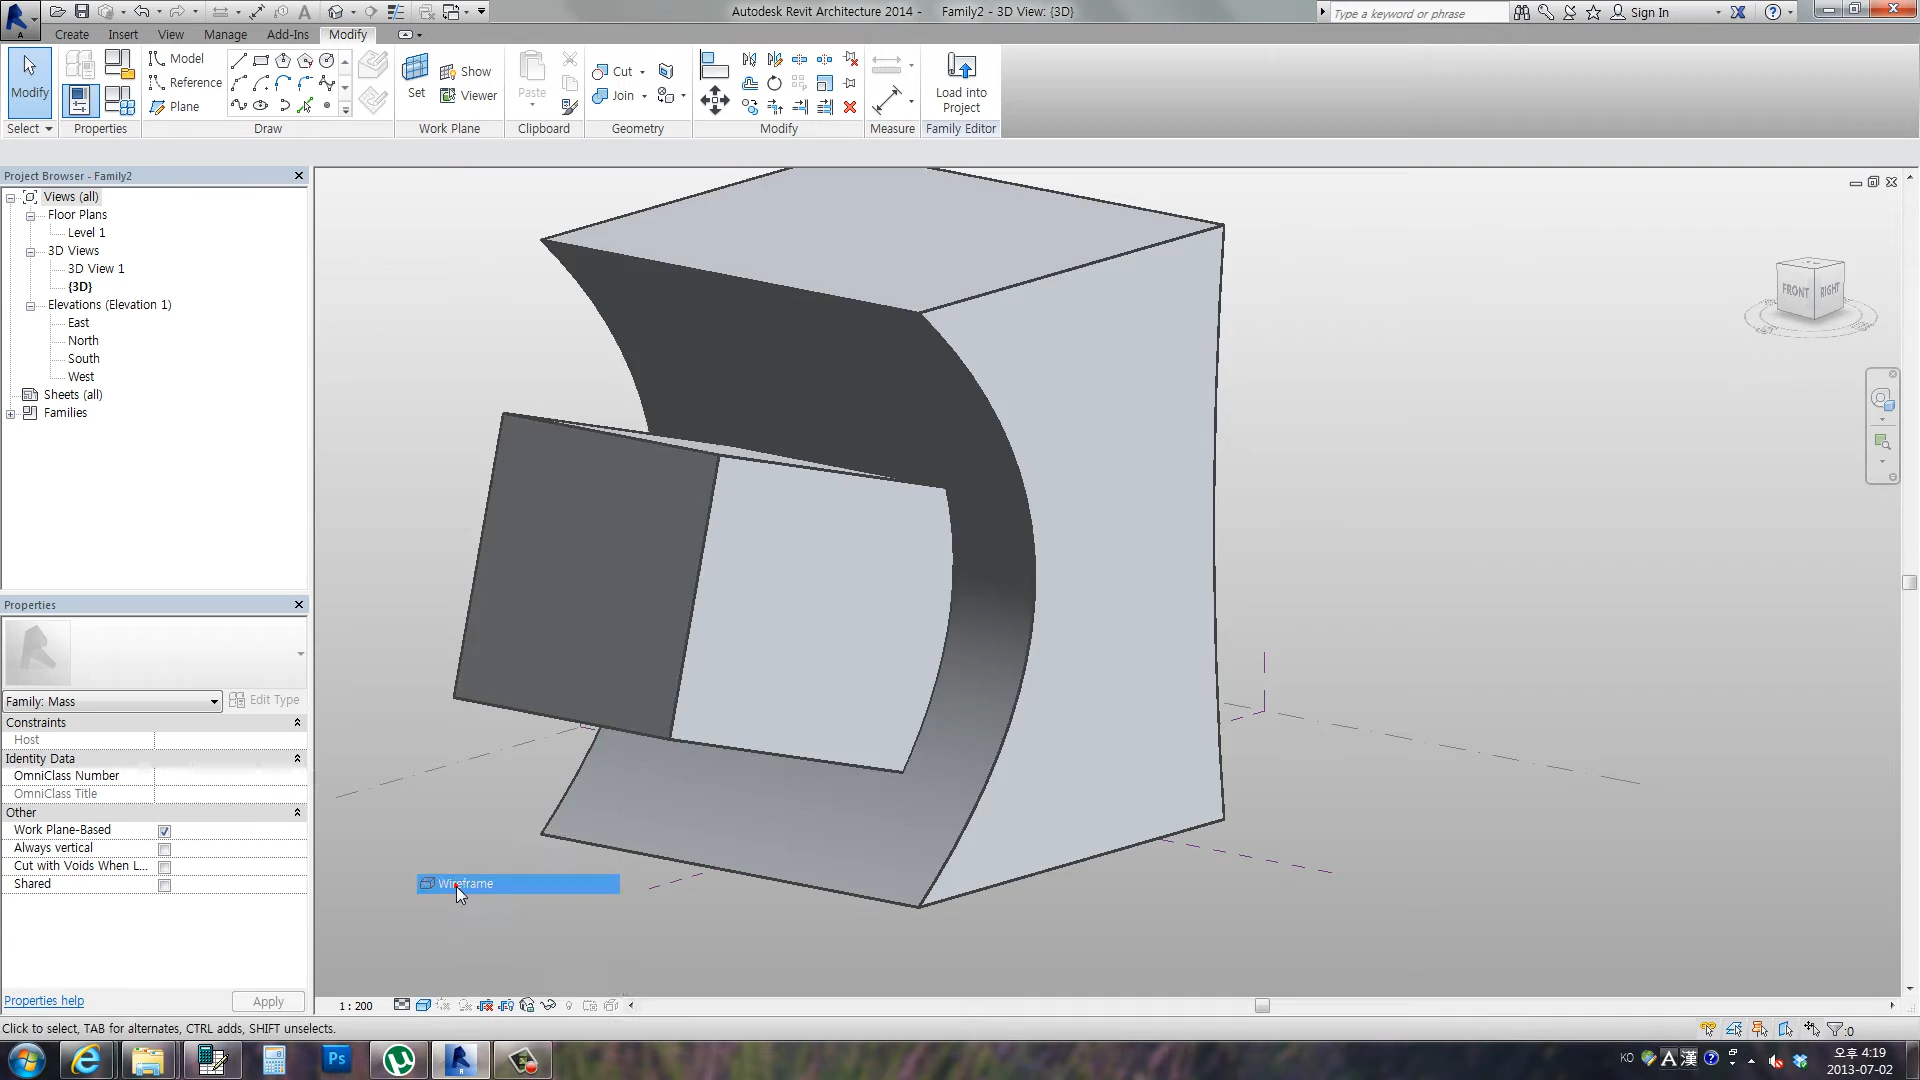 Autodesk Revit Architecture 2014 -    Family2 - 3D View: {3D}
Type a keyword or phrase
Sign In
Create Insert View Manage Add-Ins Modify
Modify
Select
Properties
Model
Reference
Plane
Draw
Set
Show
Viewer
Work Plane
Paste
Clipboard
Cut
Join
Geometry
Modify
Measure
Load into
Project
Family Editor
Project Browser - Family2
Views (all)
Floor Plans
Level 1
3D Views
3D View 1
{3D}
Elevations (Elevation 1)
East
North
South
West
Sheets (all)
Families
Properties
Family: Mass
Edit Type
Constraints
Host
Identity Data
OmniClass Number
OmniClass Title
Other
Work Plane-Based
Always vertical
Cut with Voids When L...
Shared
Properties help
Apply
FRONT
RIGHT
Wireframe
1 : 200
Click to select, TAB for alternates, CTRL adds, SHIFT unselects.
:0
Ps
KO
A 漢
오후 4:19
2013-07-02